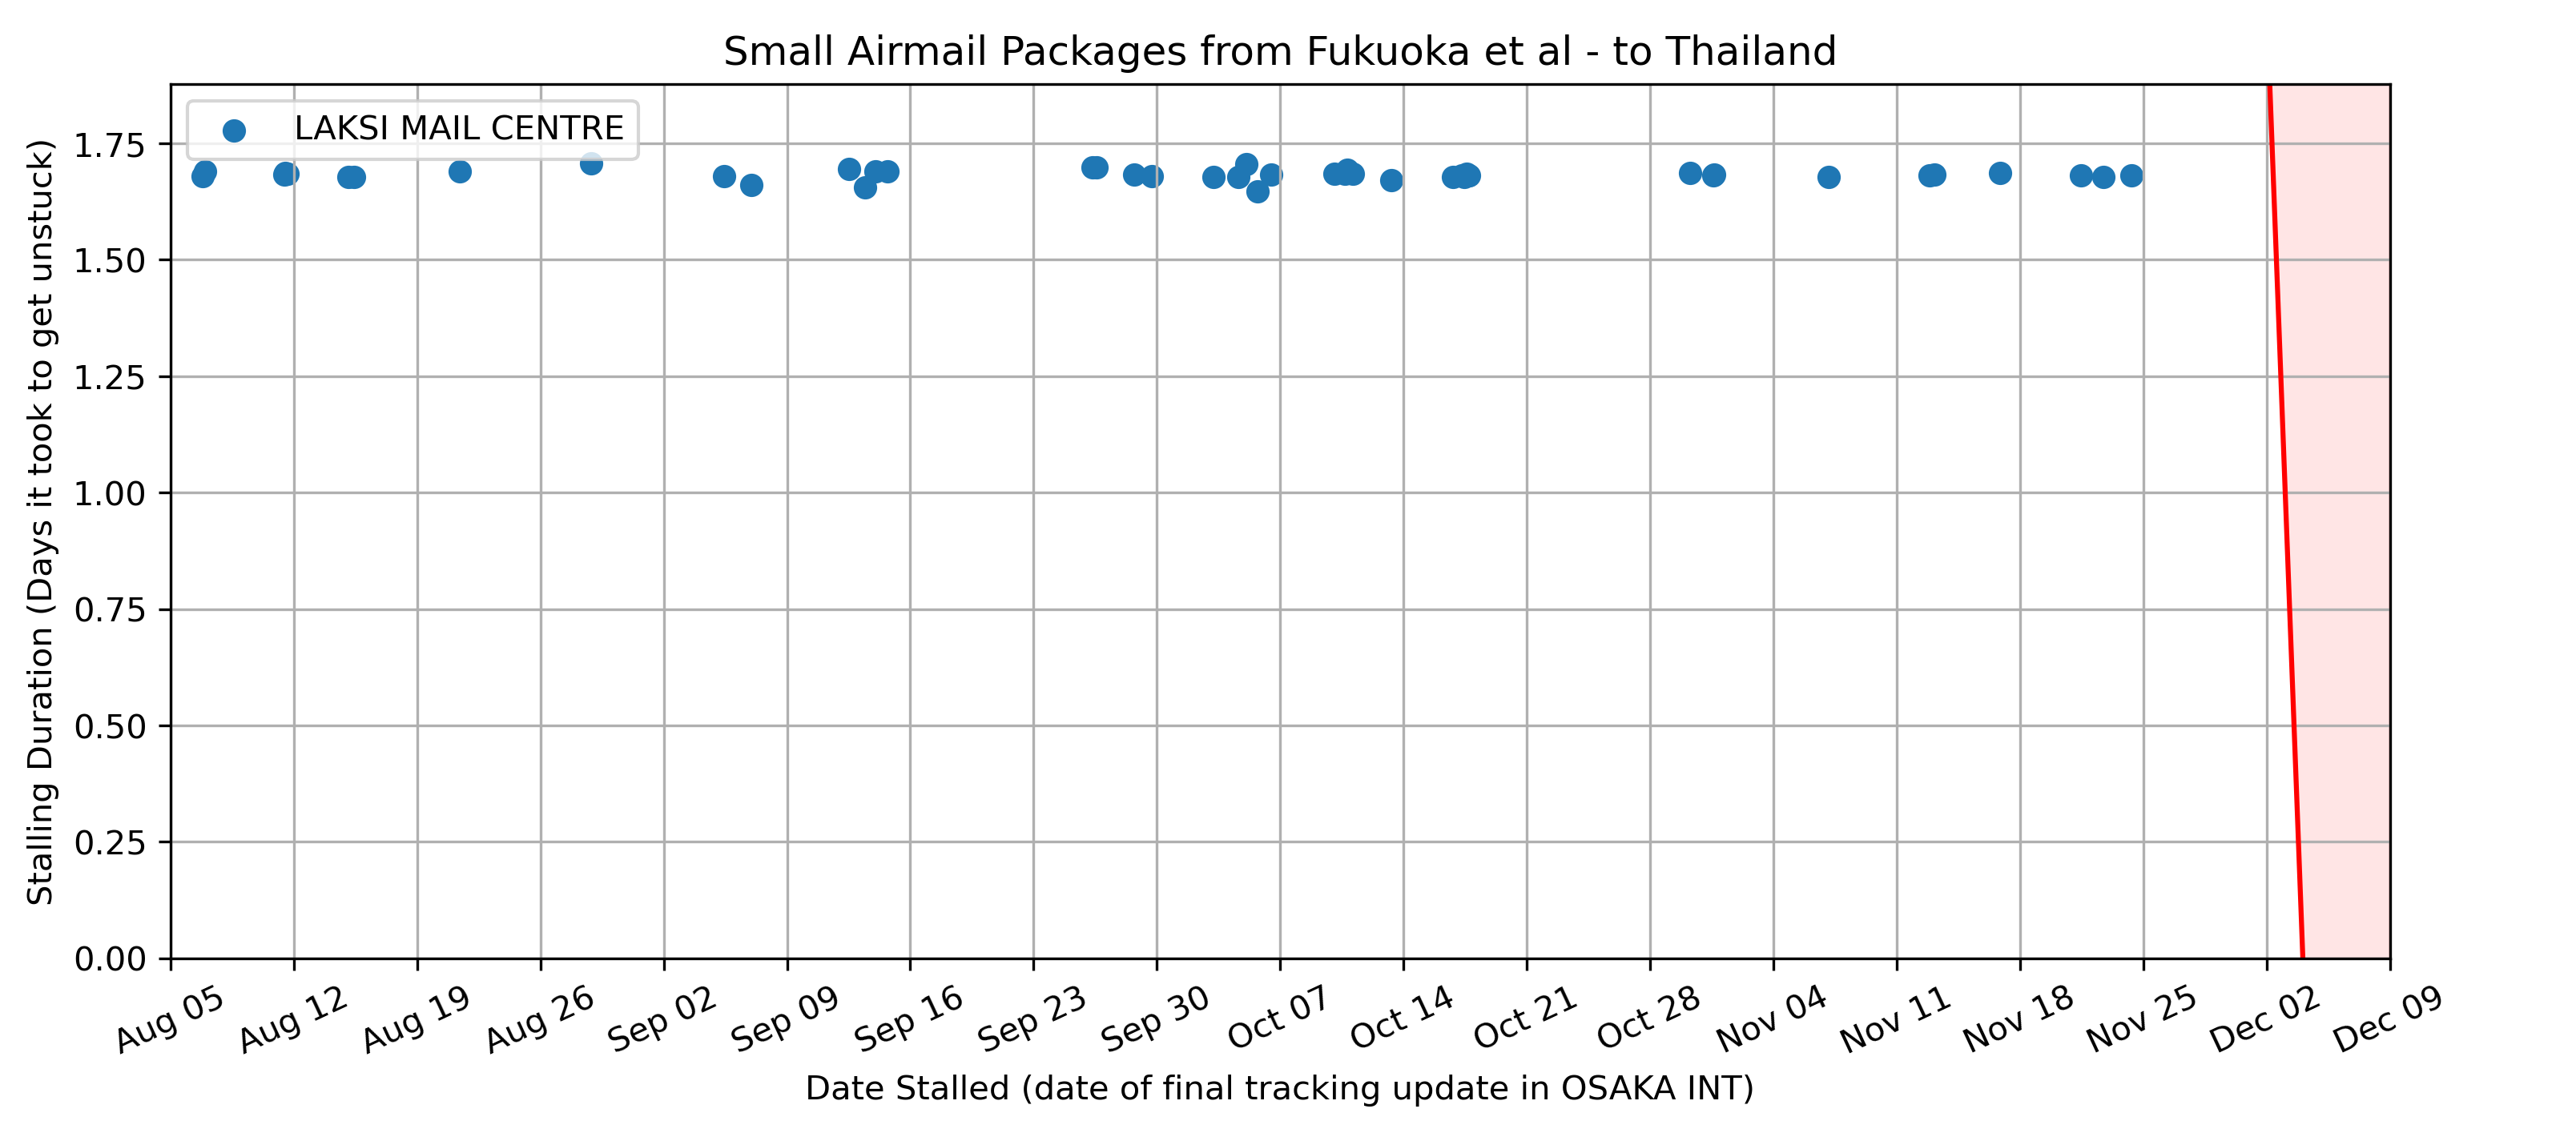 Small Airmail Packages from Fukuoka et al - to Thailand
LAKSI MAIL CENTRE
Stalling Duration (Days it took to get unstuck)
1.75
1.50
1.25
1.00
0.75
0.50
0.25
0.00
Aug 05
Aug 12
Aug 19
Aug 26
Sep 02
Sep 09
Sep 16
Sep 23
Sep 30
Oct 07
Oct 14
Oct 21
Oct 28
Nov 04
Nov 11
Nov 18
Nov 25
Dec 02
Dec 09
Date Stalled (date of final tracking update in OSAKA INT)